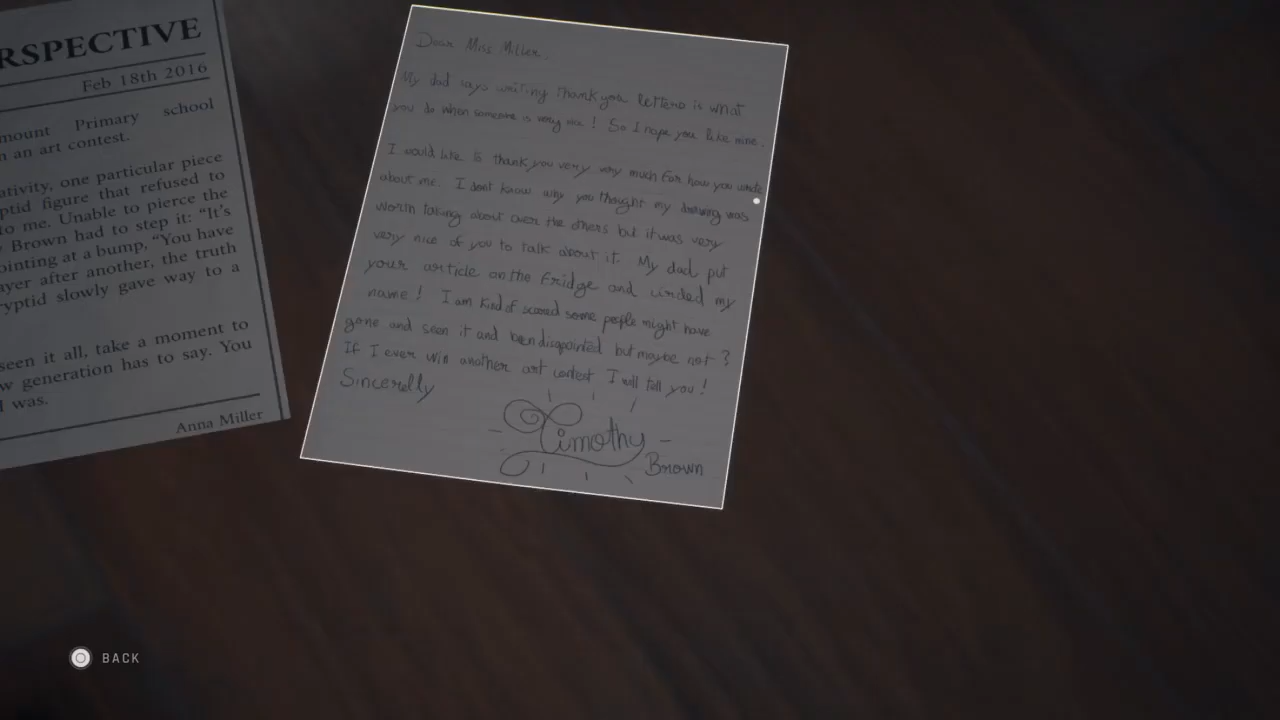 RSPECTIVE
Feb 18th 2016
mount Primary school
n an art contest.
ativity, one particular piece
ptid figure that refused to
to me. Unable to pierce the
Brown had to step it: “It’s
ointing at a bump, “You have
ayer after another, the truth
ryptid slowly gave way to a
seen it all, take a moment to
w generation has to say. You
I was.
Anna Miller
Dear Miss Miller.
My dad says writing thank you letters is what
you do when someone is very nice! So I hope you like mine.
I would like to thank you very very much for how you wrote
about me. I dont know why you thought my drawing was
worth talking about over the others but it was very
very nice of you to talk about it. My dad put
your article on the fridge and circled my
name! I am kind of scared some people might have
gone and seen it and been disapointed but maybe not?
If I ever win another art contest I will tell you!
Sincerelly
Timothy
Brown
BACK